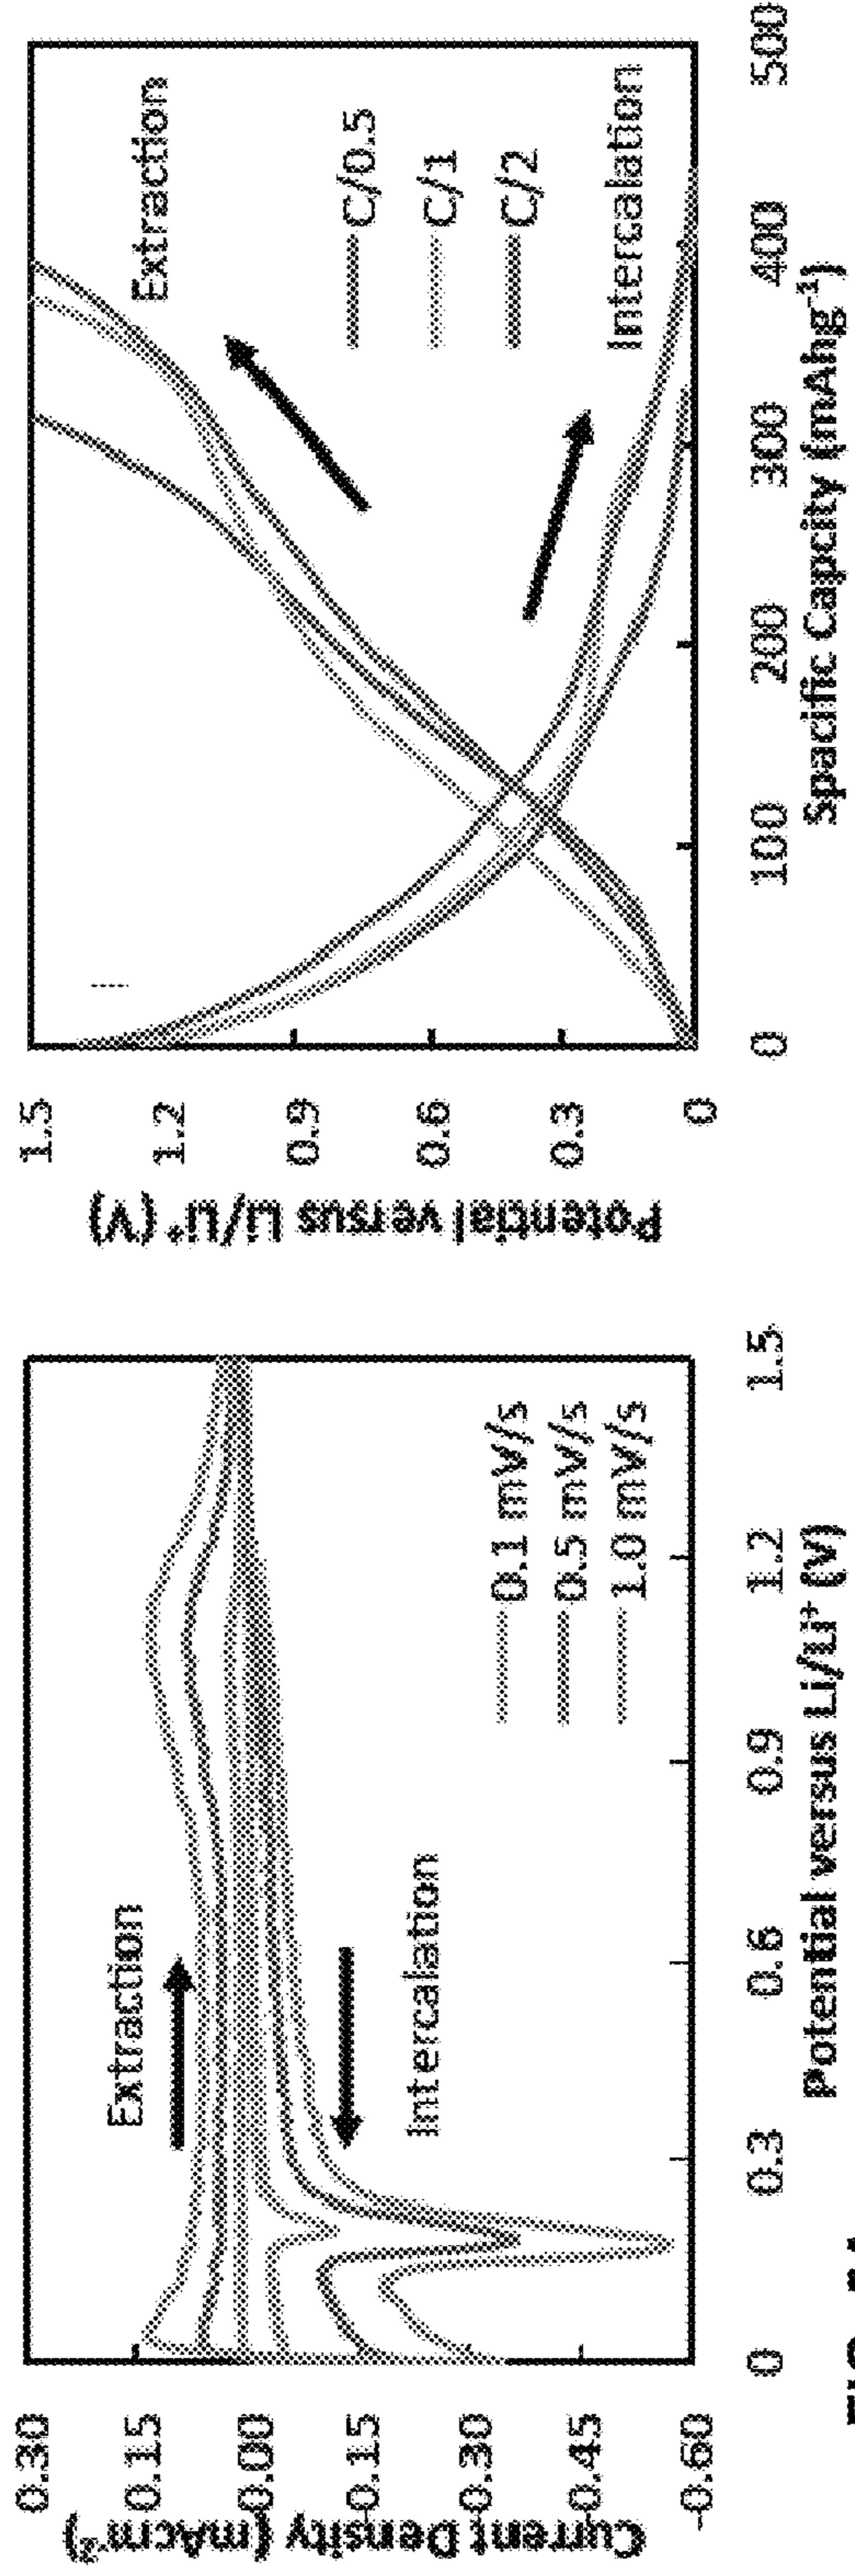 0.30
0.15
0.00
-0.15
-0.30
-0.45
-0.60
Current Density (mAcm⁻²)
Extraction
Intercalation
0.1 mV/s
0.5 mV/s
1.0 mV/s
0 0.3 0.6 0.9 1.2 1.5
Potential versus Li/Li⁺ (V)
1.5
1.2
0.9
0.6
0.3
0
Potential versus Li/Li⁺ (V)
Extraction
C/0.5
C/1
C/2
Intercalation
0 100 200 300 400 500
Spacific Capcity (mAhg⁻¹)